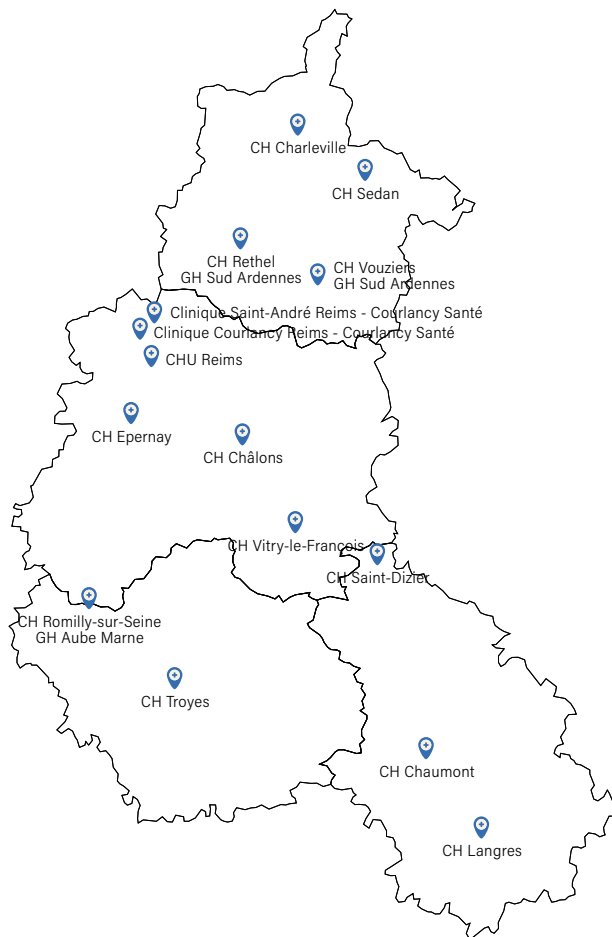 CH Charleville
CH Sedan
CH Rethel
GH Sud Ardennes
CH Vouziers
GH Sud Ardennes
Clinique Saint-André Reims - Courlancy Santé
Clinique Courlancy Reims - Courlancy Santé
CHU Reims
CH Epernay
CH Châlons
CH Vitry-le-François
CH Saint-Dizier
CH Romilly-sur-Seine
GH Aube Marne
CH Troyes
CH Chaumont
CH Langres